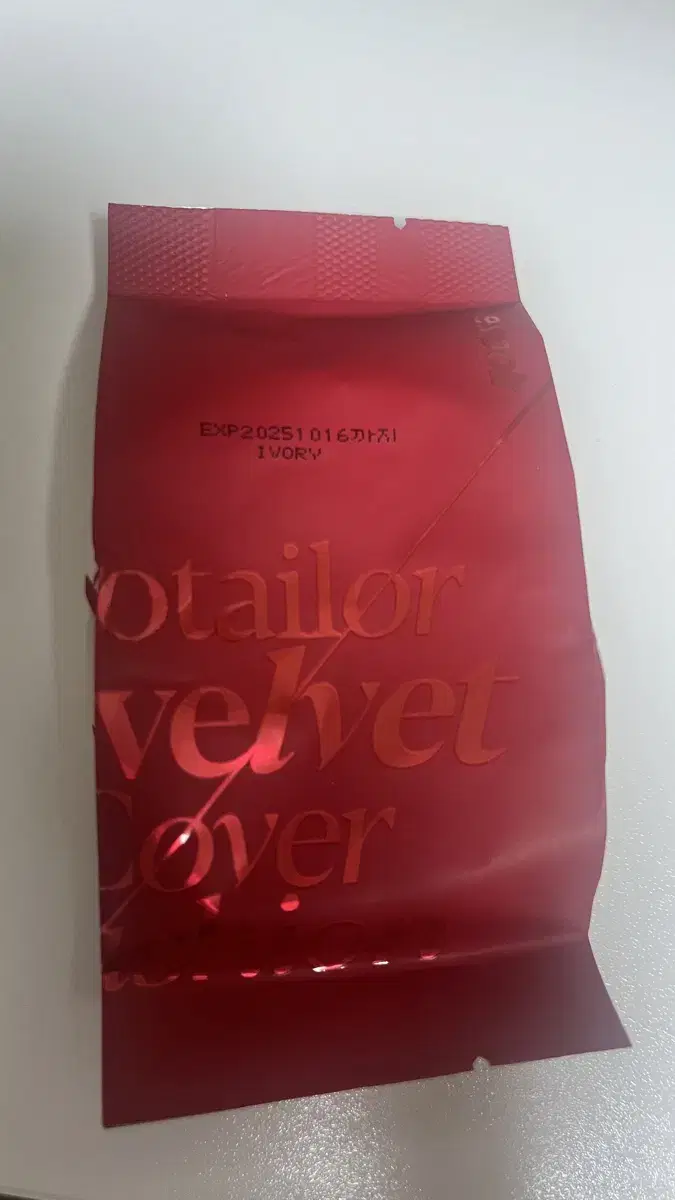 EXP20251016까지
IVORY
otailor
velvet
Cover